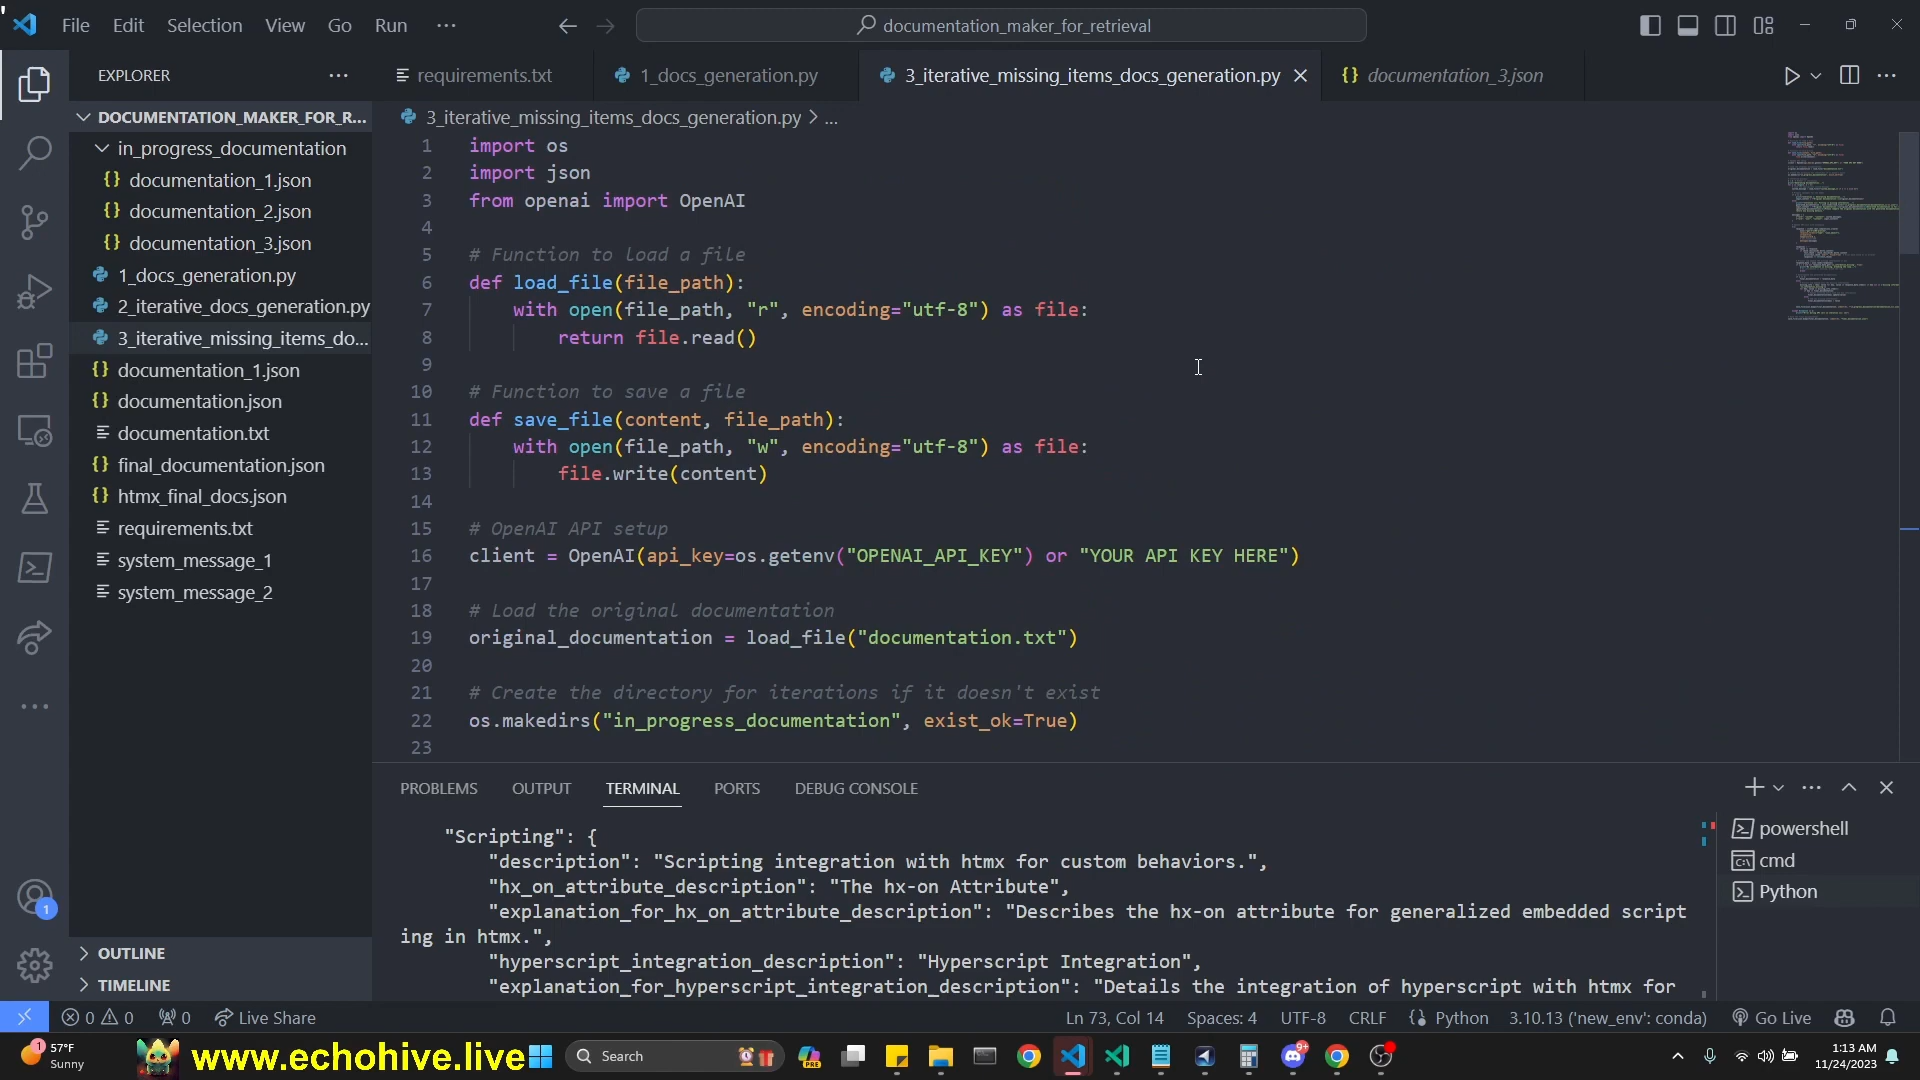 File Edit Selection View Go Run ···
documentation_maker_for_retrieval
EXPLORER
requirements.txt
1_docs_generation.py
3_iterative_missing_items_docs_generation.py
{} documentation_3.json
DOCUMENTATION_MAKER_FOR_R...
in_progress_documentation
{} documentation_1.json
{} documentation_2.json
{} documentation_3.json
1_docs_generation.py
2_iterative_docs_generation.py
3_iterative_missing_items_do...
{} documentation_1.json
{} documentation.json
documentation.txt
{} final_documentation.json
{} htmx_final_docs.json
requirements.txt
system_message_1
system_message_2
OUTLINE
TIMELINE
3_iterative_missing_items_docs_generation.py > ...
1 import os
2 import json
3 from openai import OpenAI
4
5 # Function to load a file
6 def load_file(file_path):
7 with open(file_path, "r", encoding="utf-8") as file:
8 return file.read()
9
10 # Function to save a file
11 def save_file(content, file_path):
12 with open(file_path, "w", encoding="utf-8") as file:
13 file.write(content)
14
15 # OpenAI API setup
16 client = OpenAI(api_key=os.getenv("OPENAI_API_KEY") or "YOUR API KEY HERE")
17
18 # Load the original documentation
19 original_documentation = load_file("documentation.txt")
20
21 # Create the directory for iterations if it doesn't exist
22 os.makedirs("in_progress_documentation", exist_ok=True)
23
PROBLEMS OUTPUT TERMINAL PORTS DEBUG CONSOLE
"Scripting": {
"description": "Scripting integration with htmx for custom behaviors.",
"hx_on_attribute_description": "The hx-on Attribute",
"explanation_for_hx_on_attribute_description": "Describes the hx-on attribute for generalized embedded script
ing in htmx.",
"hyperscript_integration_description": "Hyperscript Integration",
"explanation_for_hyperscript_integration_description": "Details the integration of hyperscript with htmx for
powershell
cmd
Python
1
0 0 0 Live Share
Ln 73, Col 14 Spaces: 4 UTF-8 CRLF {} Python 3.10.13 ('new_env': conda) Go Live
1
57°F
Sunny
www.echohive.live
Search
PRE
9+
1:13 AM
11/24/2023